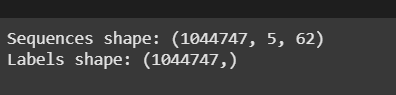 Sequences shape: (1044747, 5, 62)
Labels shape: (1044747,)